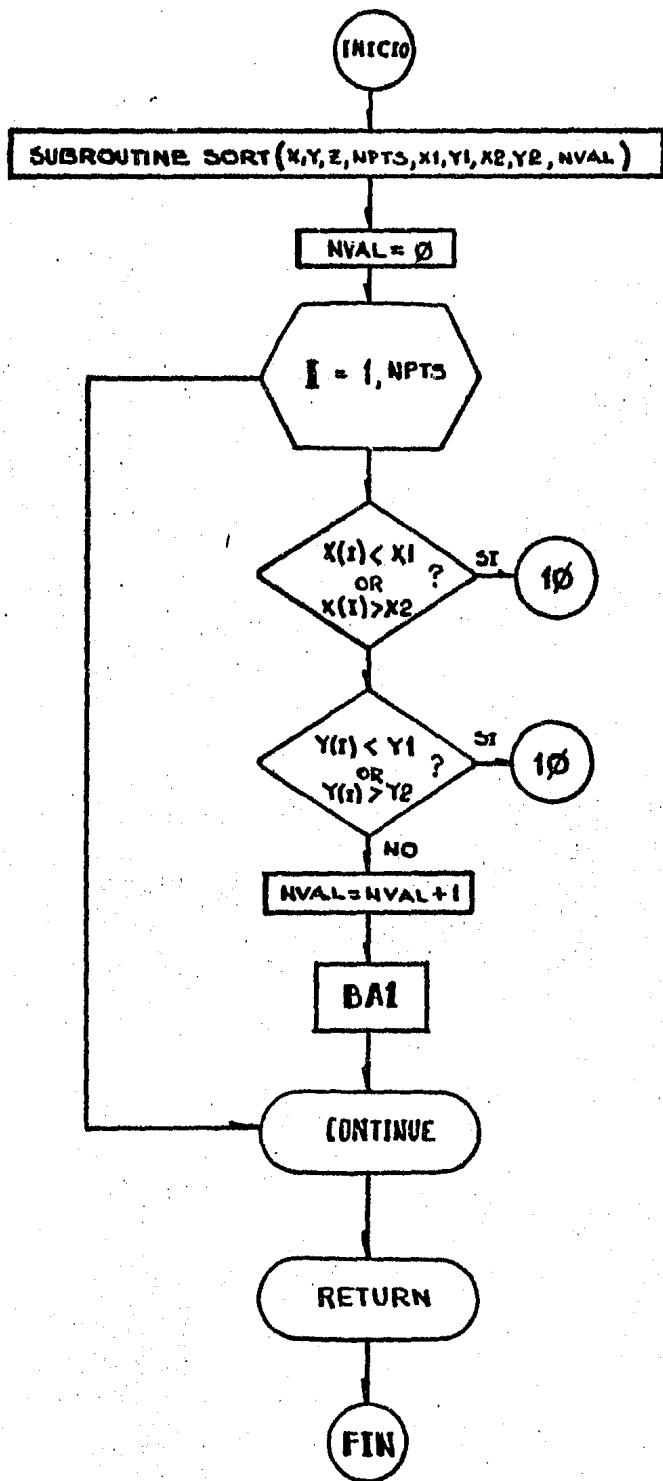 INICIO
SUBROUTINE SORT(X,Y,Z,NPTS,X1,Y1,X2,Y2,NVAL)
NVAL = Ø
I = 1, NPTS
X(I) < X1
OR
X(I) > X2
?
SI
1Ø
Y(I) < Y1
OR
Y(I) > Y2
?
SI
1Ø
NO
NVAL=NVAL+1
BA1
CONTINUE
RETURN
FIN